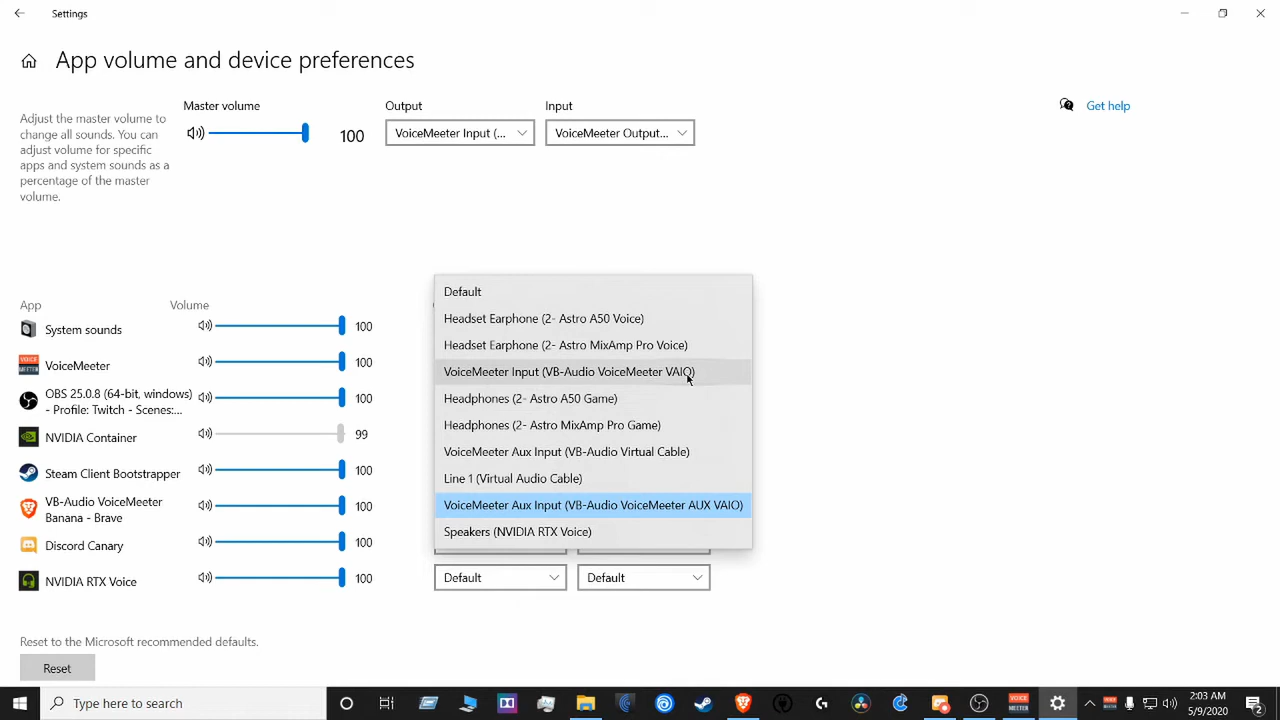 Settings
App volume and device preferences
Master volume
Output
Input
Get help
Adjust the master volume to
change all sounds. You can
adjust volume for specific
apps and system sounds as a
percentage of the master
volume.
100
VoiceMeeter Input (...
VoiceMeeter Output...
App
Volume
System sounds
100
VoiceMeeter
100
OBS 25.0.8 (64-bit, windows)
- Profile: Twitch - Scenes:...
100
NVIDIA Container
99
Steam Client Bootstrapper
100
VB-Audio VoiceMeeter
Banana - Brave
100
Discord Canary
100
NVIDIA RTX Voice
100
Default
Headset Earphone (2- Astro A50 Voice)
Headset Earphone (2- Astro MixAmp Pro Voice)
VoiceMeeter Input (VB-Audio VoiceMeeter VAIO)
Headphones (2- Astro A50 Game)
Headphones (2- Astro MixAmp Pro Game)
VoiceMeeter Aux Input (VB-Audio Virtual Cable)
Line 1 (Virtual Audio Cable)
VoiceMeeter Aux Input (VB-Audio VoiceMeeter AUX VAIO)
Speakers (NVIDIA RTX Voice)
Default
Default
Reset to the Microsoft recommended defaults.
Reset
Type here to search
VOICE
MEETER
2:03 AM
5/9/2020
2